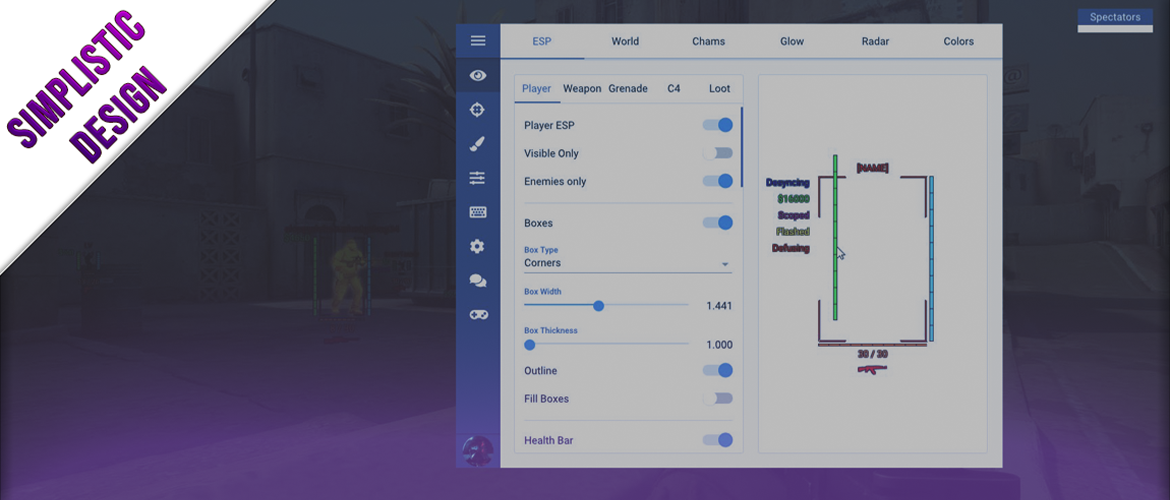 SIMPLISTIC
DESIGN
Spectators
ESP World Chams Glow Radar Colors
Player Weapon Grenade C4 Loot
Player ESP
Visible Only
Enemies only
Boxes
Box Type
Corners
Box Width
1.441
Box Thickness
1.000
Outline
Fill Boxes
Health Bar
[NAME]
Desyncing
$16000
Scoped
Flashed
Defusing
30 / 30